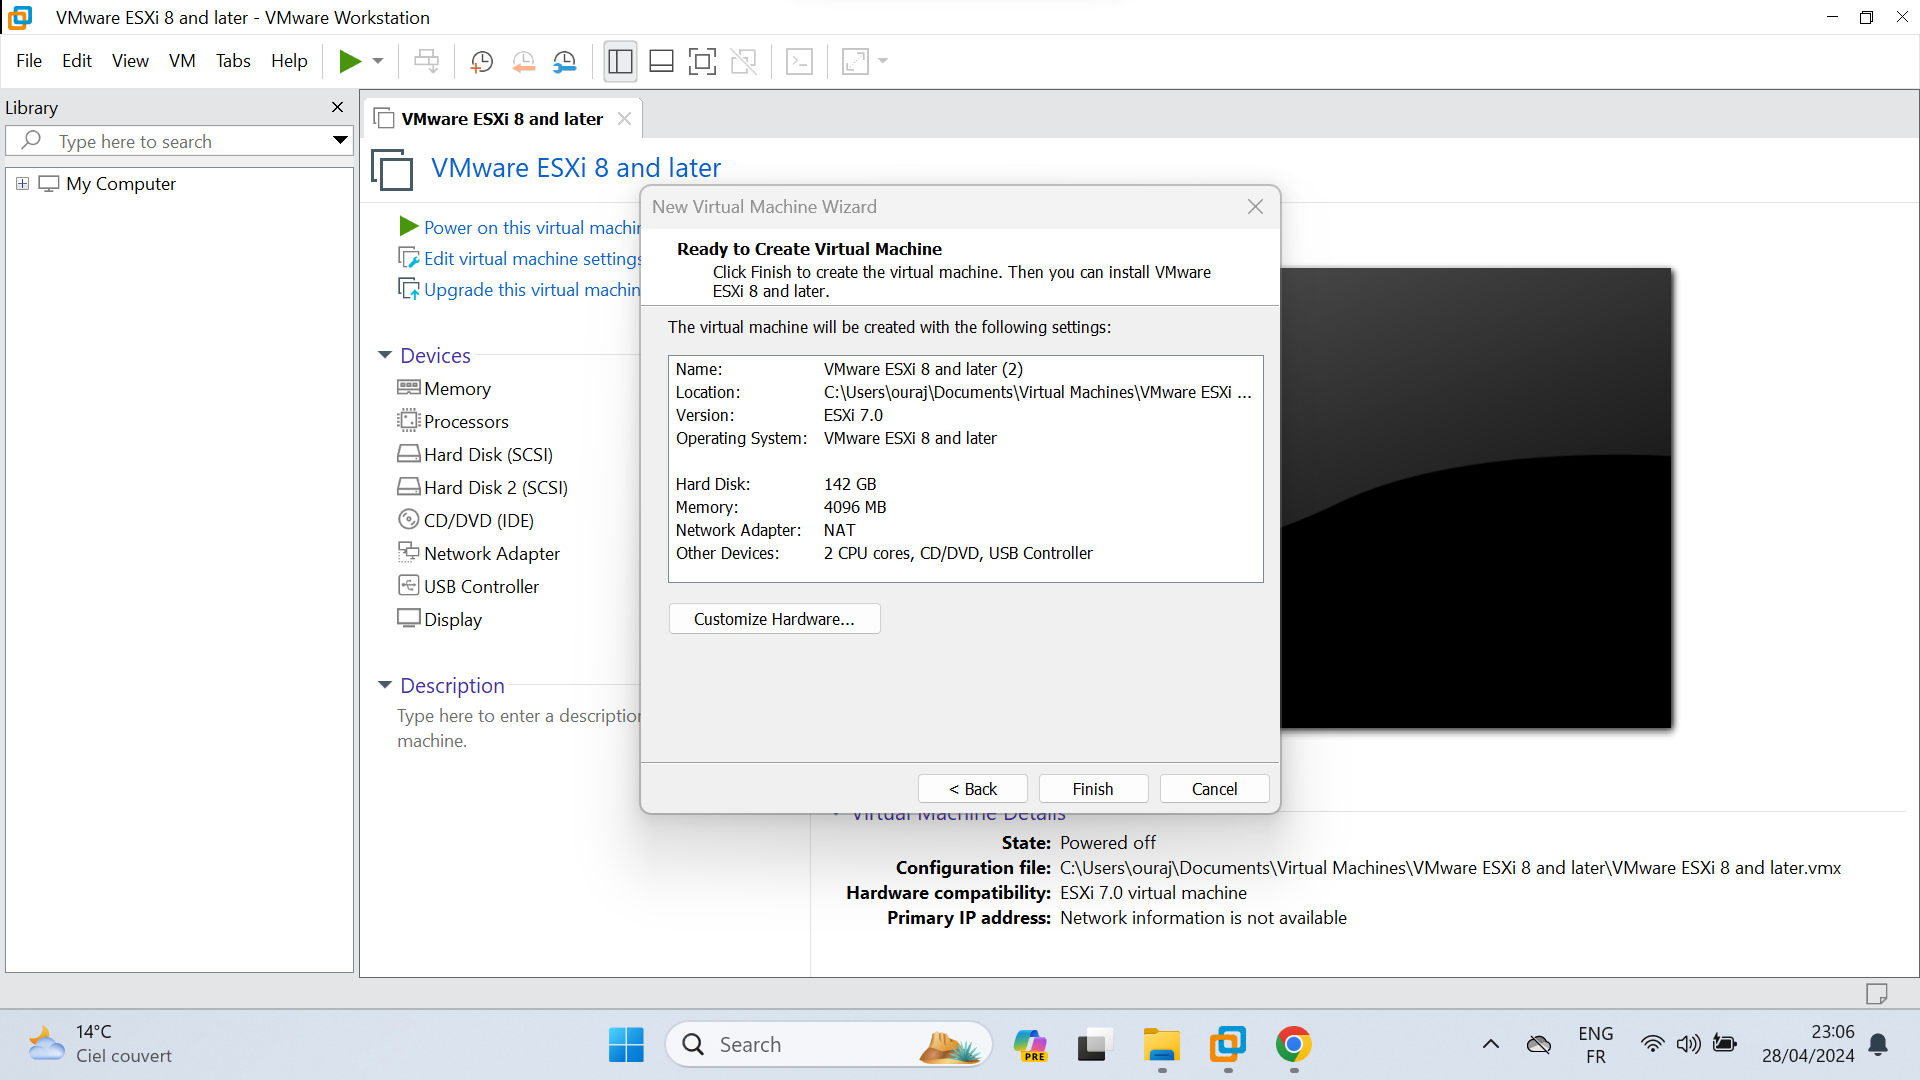 VMware ESXi 8 and later - VMware Workstation
File Edit View VM Tabs Help
Library
Type here to search
My Computer
VMware ESXi 8 and later
VMware ESXi 8 and later
Power on this virtual machin
Edit virtual machine settings
Upgrade this virtual machin
Devices
Memory
Processors
Hard Disk (SCSI)
Hard Disk 2 (SCSI)
CD/DVD (IDE)
Network Adapter
USB Controller
Display
Description
Type here to enter a description
machine.
New Virtual Machine Wizard
Ready to Create Virtual Machine
Click Finish to create the virtual machine. Then you can install VMware
ESXi 8 and later.
The virtual machine will be created with the following settings:
Name: VMware ESXi 8 and later (2)
Location: C:\Users\ouraj\Documents\Virtual Machines\VMware ESXi ...
Version: ESXi 7.0
Operating System: VMware ESXi 8 and later
Hard Disk: 142 GB
Memory: 4096 MB
Network Adapter: NAT
Other Devices: 2 CPU cores, CD/DVD, USB Controller
Customize Hardware...
< Back Finish Cancel
Virtual Machine Details
State: Powered off
Configuration file: C:\Users\ouraj\Documents\Virtual Machines\VMware ESXi 8 and later\VMware ESXi 8 and later.vmx
Hardware compatibility: ESXi 7.0 virtual machine
Primary IP address: Network information is not available
14°C
Ciel couvert
Search
PRE
ENG
FR
23:06
28/04/2024